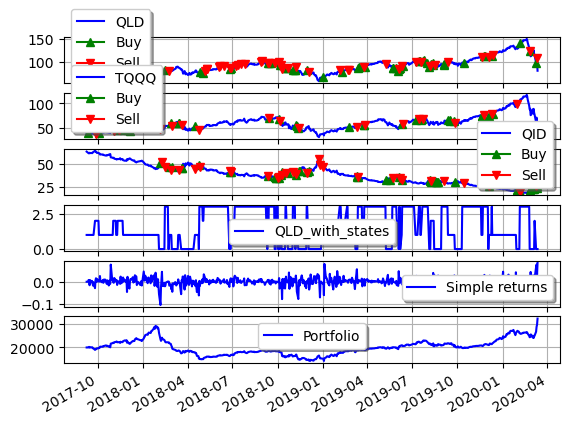 QLD
Buy
Sell
150
100
TQQQ
Buy
Sell
100
50
QID
Buy
Sell
50
25
2.5
0.0
QLD_with_states
0.0
−0.1
Simple returns
30000
20000
Portfolio
2017-10
2018-01
2018-04
2018-07
2018-10
2019-01
2019-04
2019-07
2019-10
2020-01
2020-04